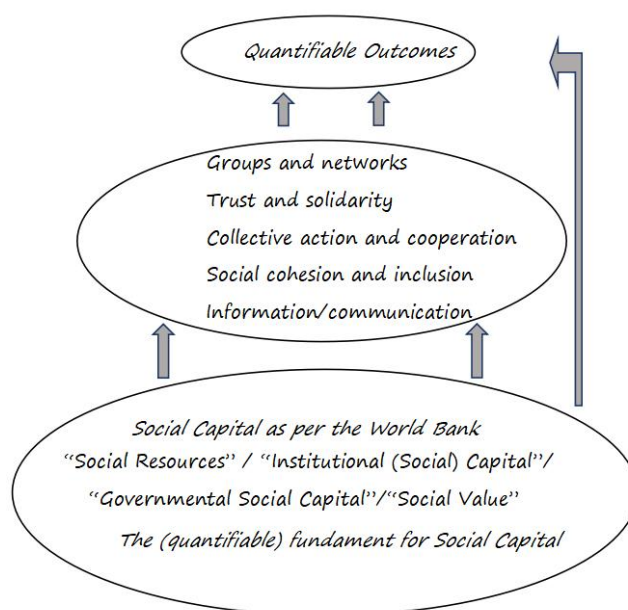 Quantifiable Outcomes
Groups and networks
Trust and solidarity
Collective action and cooperation
Social cohesion and inclusion
Information/communication
Social Capital as per the World Bank
“Social Resources” / “Institutional (Social) Capital”/
“Governmental Social Capital”/“Social Value”
The (quantifiable) fundament for Social Capital